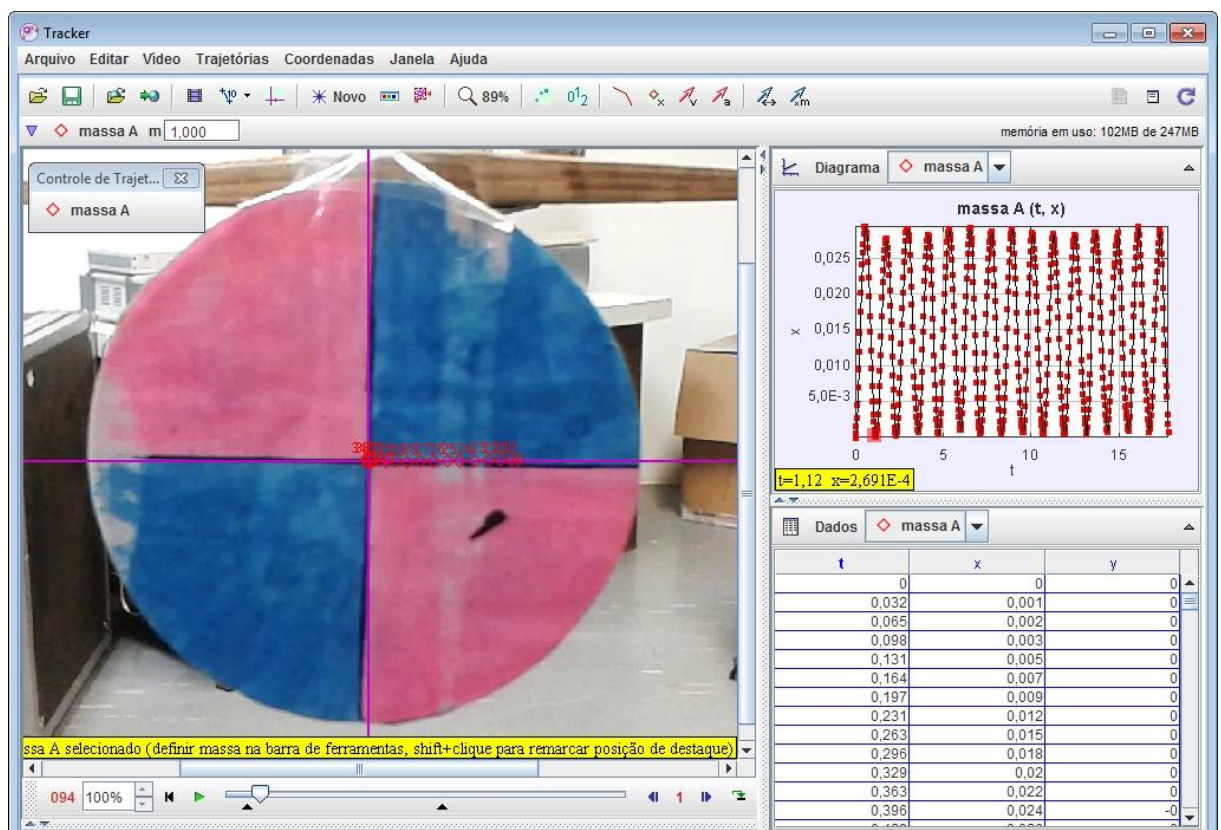 Tracker
Arquivo Editar Vídeo Trajetórias Coordenadas Janela Ajuda
Novo 89%
massa A m 1,000
memória em uso: 102MB de 247MB
Controle de Trajet...
massa A
Diagrama massa A
massa A (t, x)
0,025
0,020
x 0,015
0,010
5,0E-3
0 5 10 15
t
t=1,12 x=2,691E-4
Dados massa A
t x y
0 0 0
0,032 0,001 0
0,065 0,002 0
0,098 0,003 0
0,131 0,005 0
0,164 0,007 0
0,197 0,009 0
0,231 0,012 0
0,263 0,015 0
0,296 0,018 0
0,329 0,02 0
0,363 0,022 0
0,396 0,024 -0
ssa A selecionado (definir massa na barra de ferramentas, shift+clique para remarcar posição de destaque)
094 100% 1